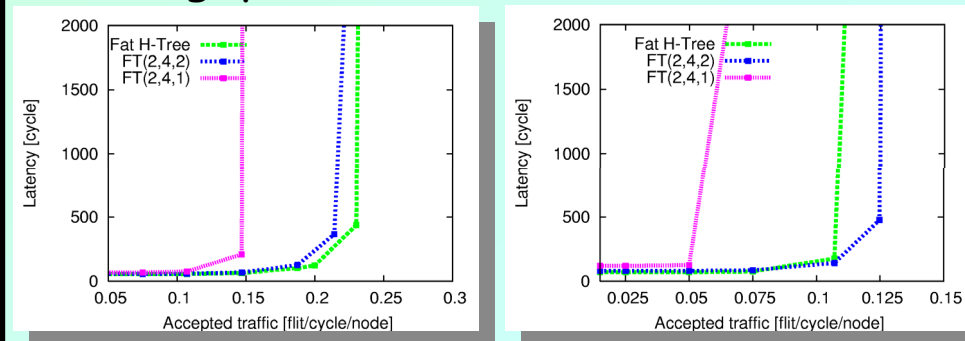 2000
1500
1000
500
0
Latency [cycle]
Fat H-Tree
FT(2,4,2)
FT(2,4,1)
0.05 0.1 0.15 0.2 0.25 0.3
Accepted traffic [flit/cycle/node]
2000
1500
1000
500
0
Latency [cycle]
Fat H-Tree
FT(2,4,2)
FT(2,4,1)
0.025 0.05 0.075 0.1 0.125 0.15
Accepted traffic [flit/cycle/node]